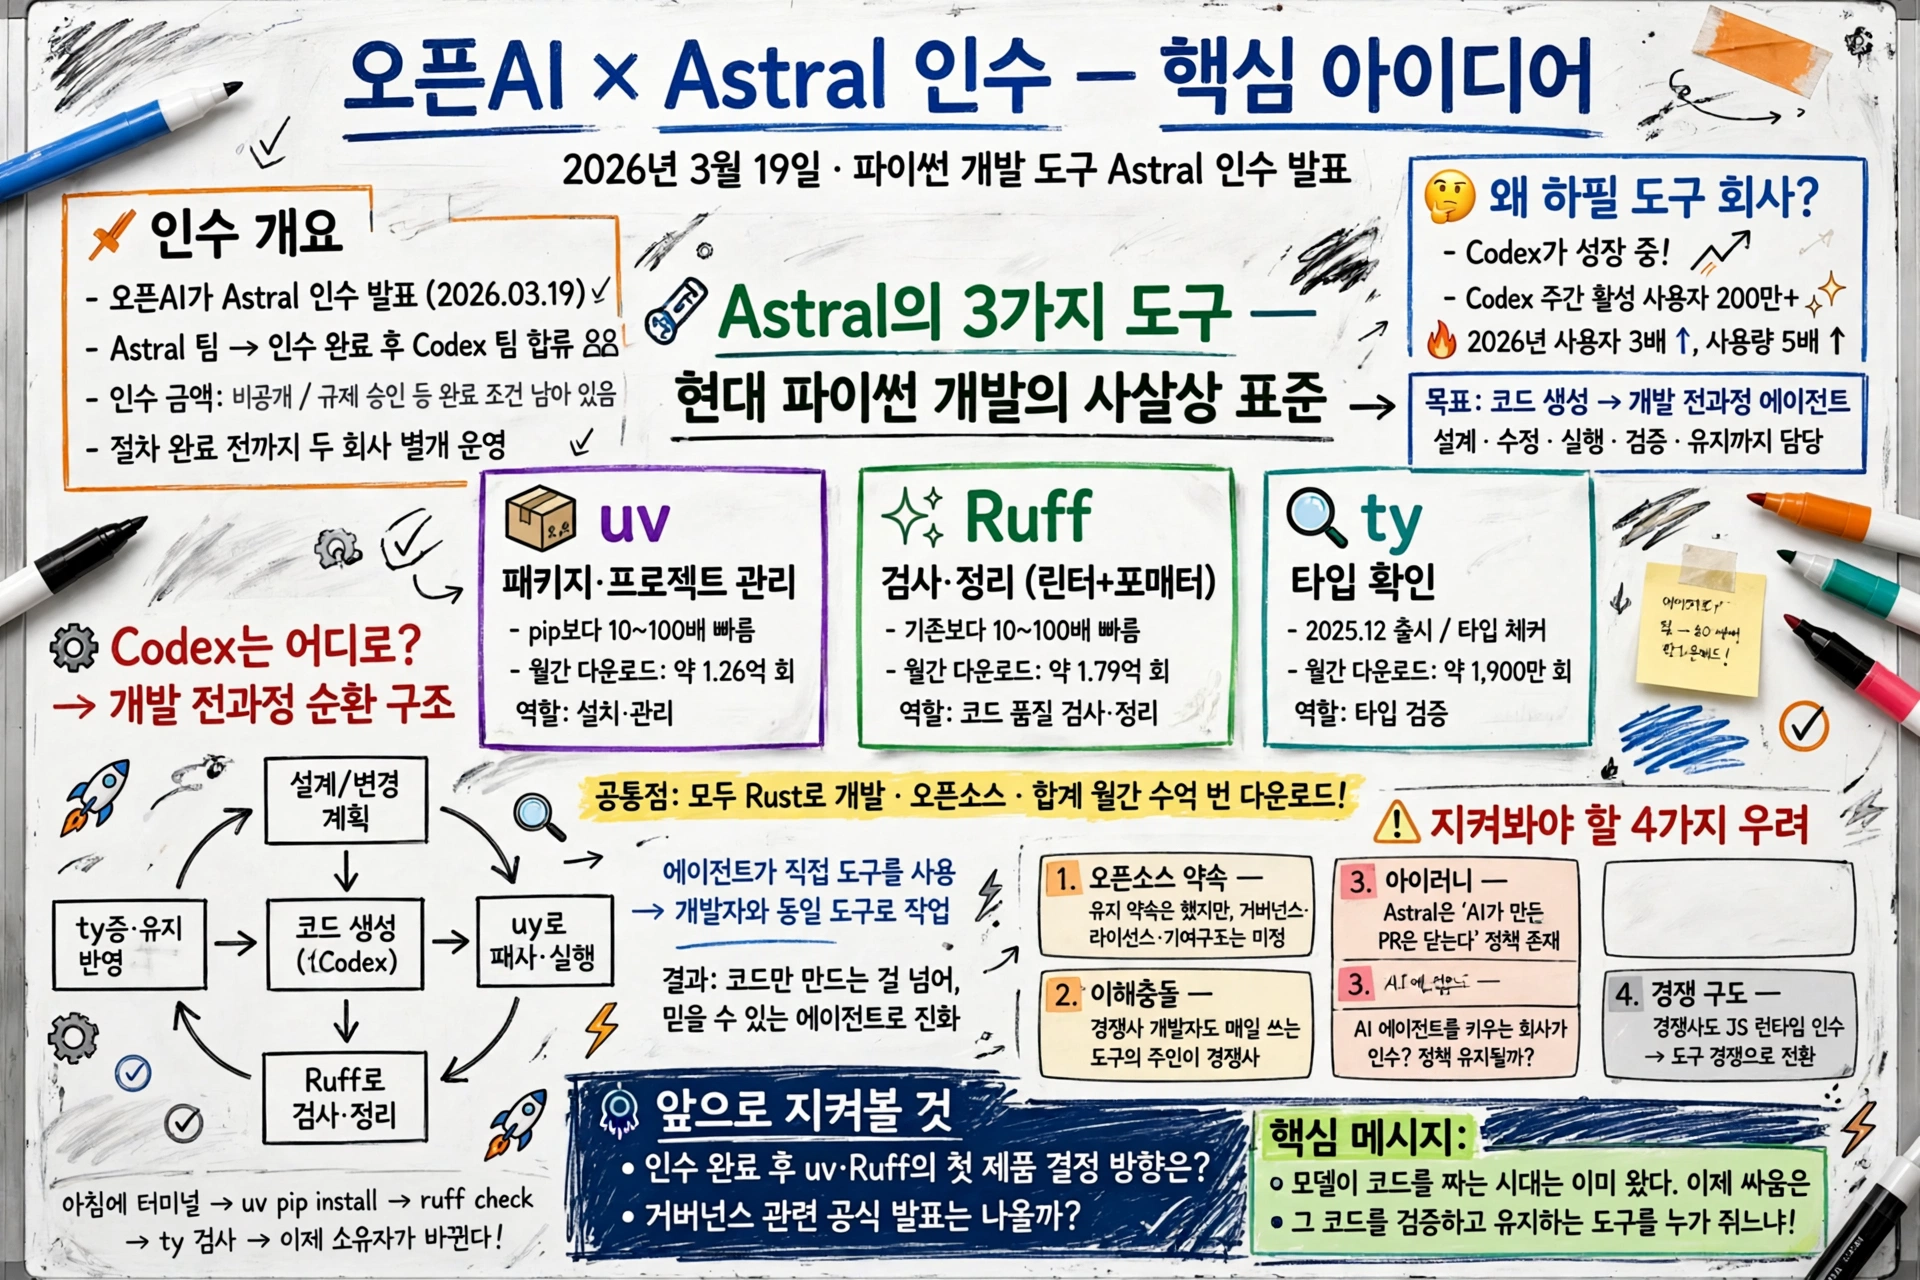 오픈AI × Astral 인수 – 핵심 아이디어
2026년 3월 19일 · 파이썬 개발 도구 Astral 인수 발표
인수 개요
- 오픈AI가 Astral 인수 발표 (2026.03.19)
- Astral 팀 → 인수 완료 후 Codex 팀 합류
- 인수 금액: 비공개 / 규제 승인 등 완료 조건 남아 있음
- 절차 완료 전까지 두 회사 별개 운영
Astral의 3가지 도구 —
현대 파이썬 개발의 사살상 표준 →
왜 하필 도구 회사?
- Codex가 성장 중!
- Codex 주간 활성 사용자 200만+
2026년 사용자 3배 ↑, 사용량 5배 ↑
목표: 코드 생성 → 개발 전과정 에이전트
설계 · 수정 · 실행 · 검증 · 유지까지 담당
uv
패키지·프로젝트 관리
- pip보다 10~100배 빠름
- 월간 다운로드: 약 1.26억 회
역할: 설치·관리
Ruff
검사·정리 (린터+포매터)
- 기존보다 10~100배 빠름
- 월간 다운로드: 약 1.79억 회
역할: 코드 품질 검사·정리
ty
타입 확인
- 2025.12 출시 / 타입 체커
- 월간 다운로드: 약 1,900만 회
역할: 타입 검증
공통점: 모두 Rust로 개발 · 오픈소스 · 합계 월간 수억 번 다운로드!
Codex는 어디로?
→ 개발 전과정 순환 구조
설계/변경
계획
ty증·유지
반영
코드 생성
(Codex)
uy로
패사·실행
Ruff로
검사·정리
아침에 터미널 → uv pip install → ruff check
→ ty 검사 → 이제 소유자가 바뀐다!
에이전트가 직접 도구를 사용
→ 개발자와 동일 도구로 작업
결과: 코드만 만드는 걸 넘어,
믿을 수 있는 에이전트로 진화
지켜봐야 할 4가지 우려
1. 오픈소스 약속 —
유지 약속은 했지만, 거버넌스·
라이선스·기여구조는 미정
2. 이해충돌 —
경쟁사 개발자도 매일 쓰는
도구의 주인이 경쟁사
3. 아이러니 —
Astral은 'AI가 만든
PR은 닫는다' 정책 존재
3.
AI 에이전트를 키우는 회사가
인수? 정책 유지될까?
4. 경쟁 구도 —
경쟁사도 JS 런타임 인수
→ 도구 경쟁으로 전환
앞으로 지켜볼 것
• 인수 완료 후 uv·Ruff의 첫 제품 결정 방향은?
• 거버넌스 관련 공식 발표는 나올까?
핵심 메시지:
• 모델이 코드를 짜는 시대는 이미 왔다. 이제 싸움은
• 그 코드를 검증하고 유지하는 도구를 누가 쥐느냐!